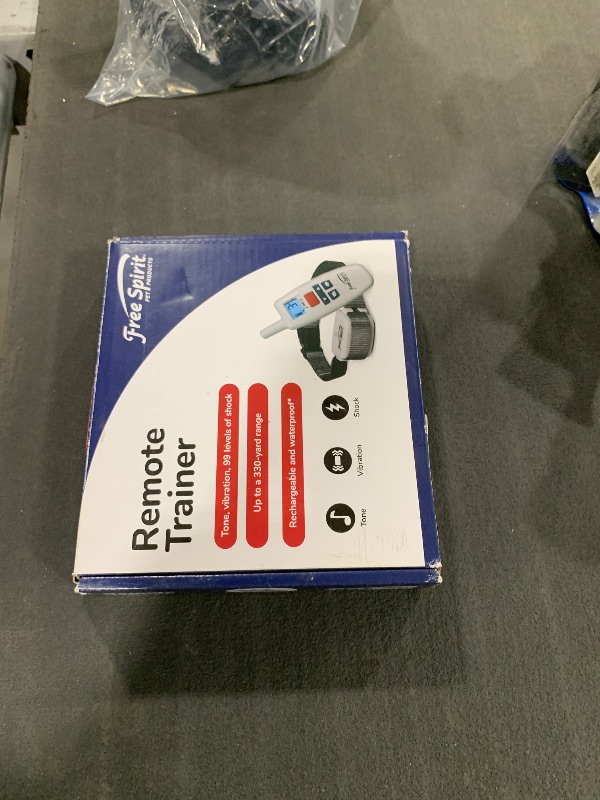 Free Spirit.
PET PRODUCTS
Remote
Trainer
Tone, vibration, 99 levels of shock
Up to a 330-yard range
Rechargeable and waterproof*
Tone
Vibration
Shock